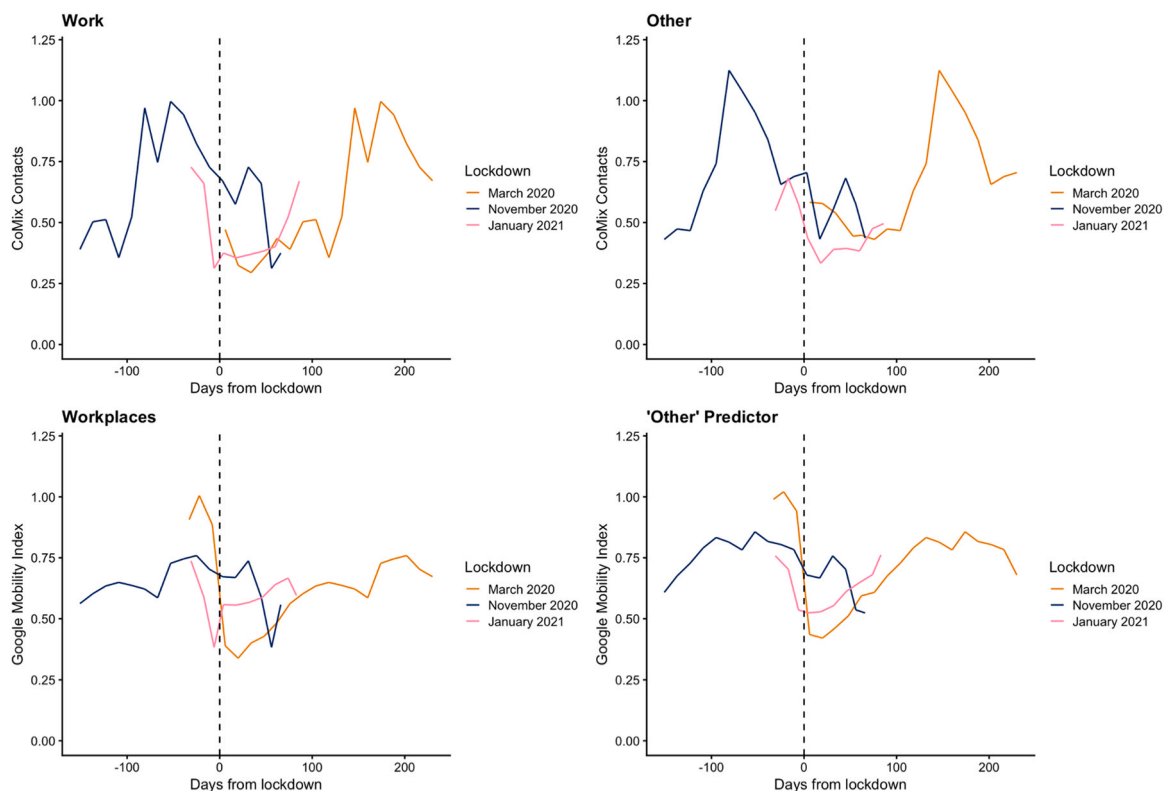 Work
1.25
1.00
0.75
0.50
0.25
0.00
CoMix Contacts
-100
0
100
200
Days from lockdown
Lockdown
March 2020
November 2020
January 2021
Other
1.25
1.00
0.75
0.50
0.25
0.00
CoMix Contacts
-100
0
100
200
Days from lockdown
Lockdown
March 2020
November 2020
January 2021
Workplaces
1.25
1.00
0.75
0.50
0.25
0.00
Google Mobility Index
-100
0
100
200
Days from lockdown
Lockdown
March 2020
November 2020
January 2021
'Other' Predictor
1.25
1.00
0.75
0.50
0.25
0.00
Google Mobility Index
-100
0
100
200
Days from lockdown
Lockdown
March 2020
November 2020
January 2021